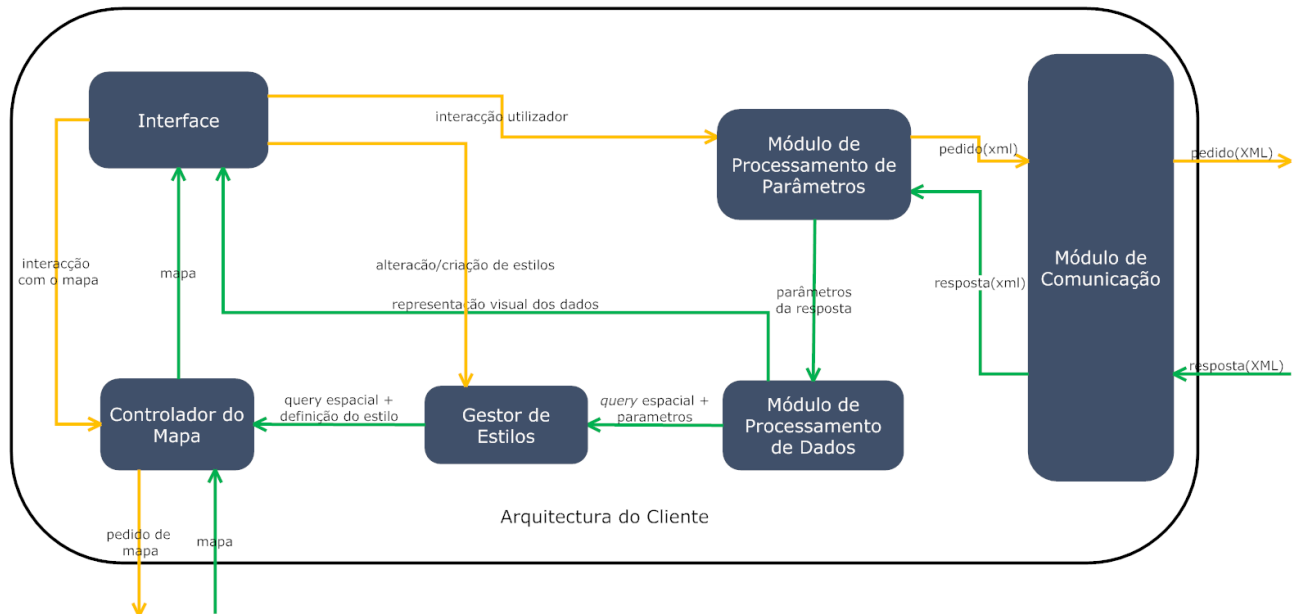 Interface
interacção utilizador
Módulo de
Processamento de
Parâmetros
pedido(xml)
pedido(XML)
Módulo de
Comunicação
interacção
com o mapa
mapa
alteracão/criação de estilos
representação visual dos dados
parâmetros
da resposta
resposta(xml)
resposta(XML)
Controlador do
Mapa
query espacial +
definição do estilo
Gestor de
Estilos
query espacial +
parametros
Módulo de
Processamento
de Dados
Arquitectura do Cliente
pedido de
mapa
mapa